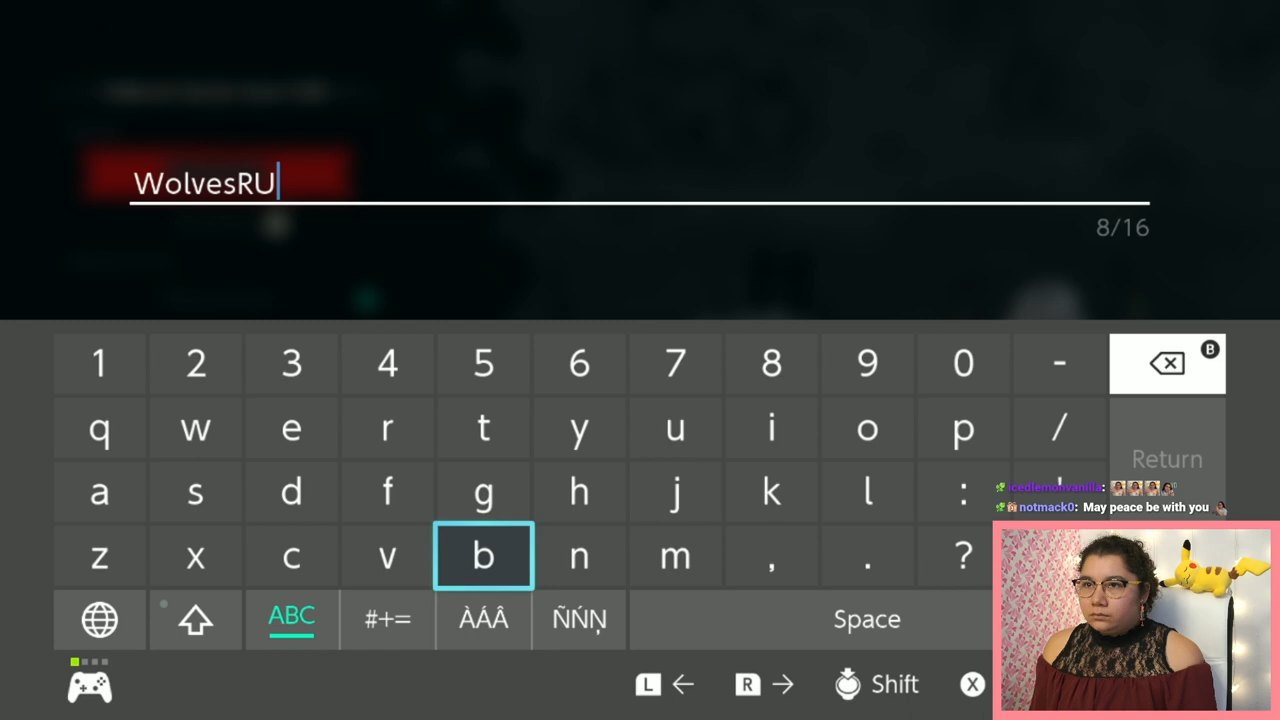 WolvesRU
8/16
1 2 3 4 5 6 7 8 9 0 - B
q w e r t y u i o p /
Return
a s d f g h j k l : '
icedlemonvanilla:
notmack0: May peace be with you
z x c v b n m , . ?
ABC #+= ÀÁÂ ÑŃŅ Space
L ← R → Shift X